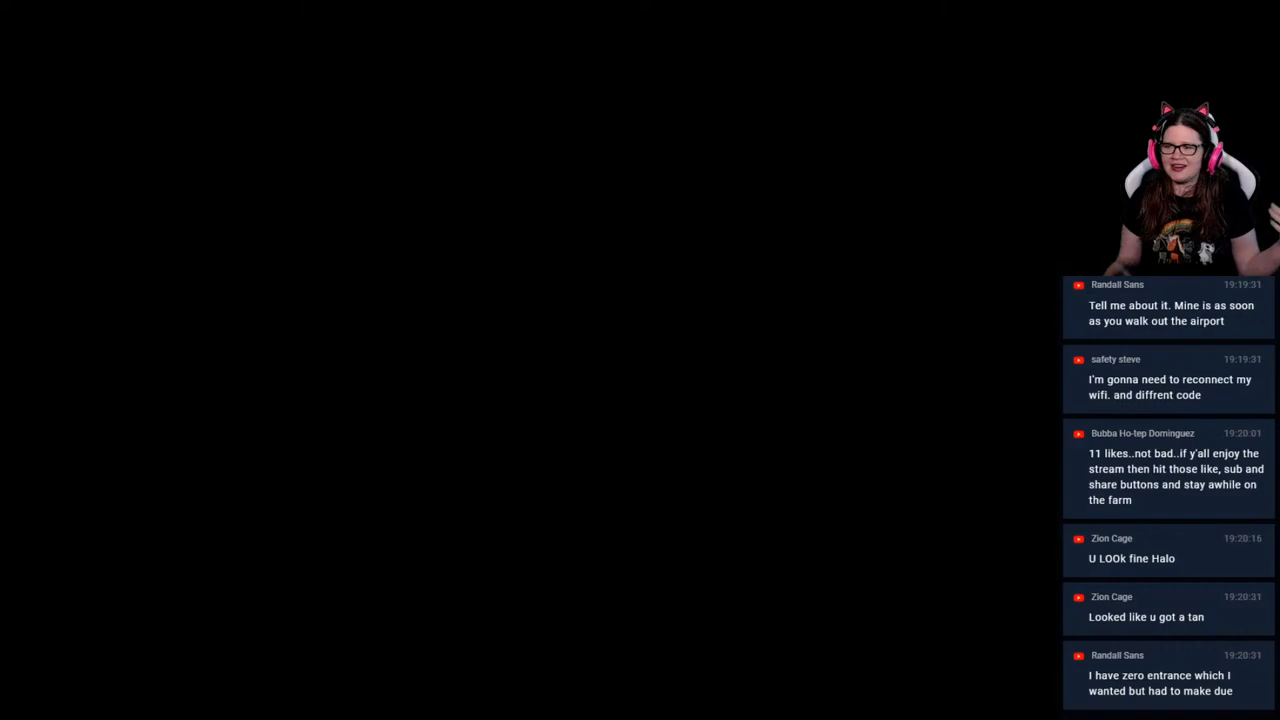 Randall Sans 19:19:31
Tell me about it. Mine is as soon
as you walk out the airport
safety steve 19:19:31
I'm gonna need to reconnect my
wifi. and diffrent code
Bubba Ho-tep Dominguez 19:20:01
11 likes..not bad..if y'all enjoy the
stream then hit those like, sub and
share buttons and stay awhile on
the farm
Zion Cage 19:20:16
U LOOk fine Halo
Zion Cage 19:20:31
Looked like u got a tan
Randall Sans 19:20:31
I have zero entrance which I
wanted but had to make due